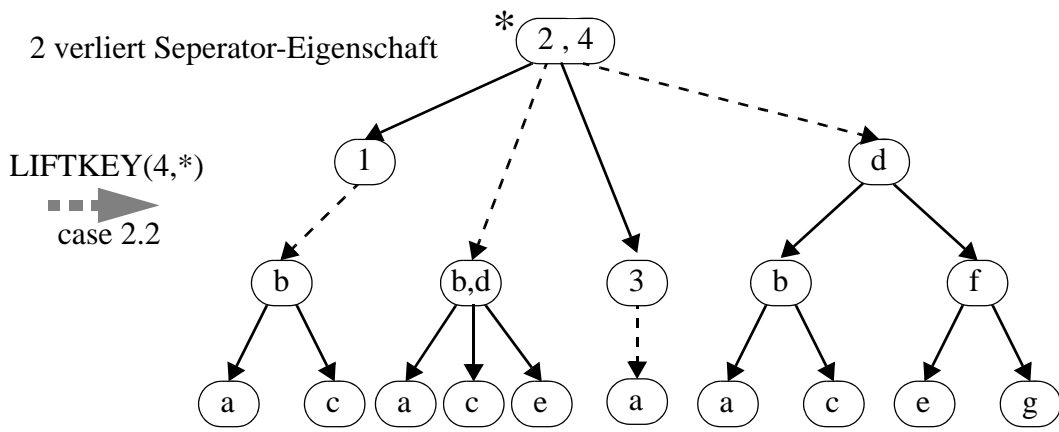 *
2 , 4
2 verliert Seperator-Eigenschaft
1
d
LIFTKEY(4,*)
case 2.2
b
b,d
3
b
f
a
c
a
c
e
a
a
c
e
g